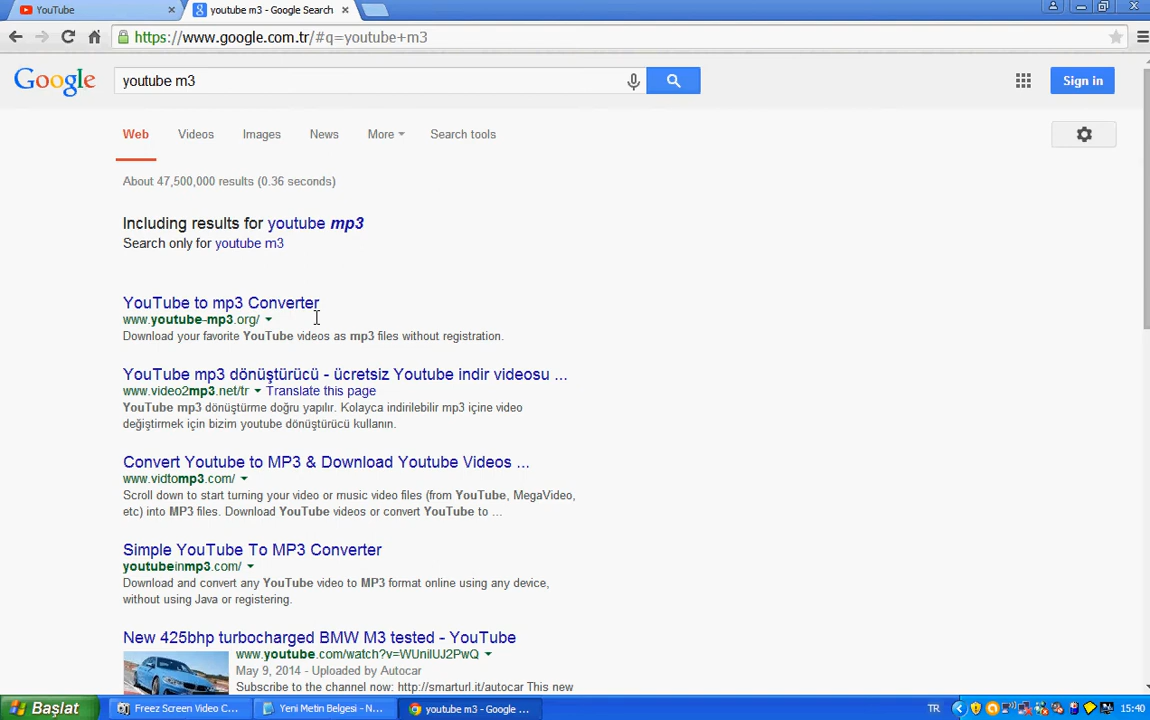 YouTube
youtube m3 - Google Search
https://www.google.com.tr/#q=youtube+m3
Google
youtube m3
Sign in
Web Videos Images News More Search tools
About 47,500,000 results (0.36 seconds)
Including results for youtube mp3
Search only for youtube m3
YouTube to mp3 Converter
www.youtube-mp3.org/
Download your favorite YouTube videos as mp3 files without registration.
YouTube mp3 dönüştürücü - ücretsiz Youtube indir videosu ...
www.video2mp3.net/tr Translate this page
YouTube mp3 dönüştürme doğru yapılır. Kolayca indirilebilir mp3 içine video
değiştirmek için bizim youtube dönüştürücü kullanın.
Convert Youtube to MP3 & Download Youtube Videos ...
www.vidtomp3.com/
Scroll down to start turning your video or music video files (from YouTube, MegaVideo,
etc) into MP3 files. Download YouTube videos or convert YouTube to ...
Simple YouTube To MP3 Converter
youtubeinmp3.com/
Download and convert any YouTube video to MP3 format online using any device,
without using Java or registering.
New 425bhp turbocharged BMW M3 tested - YouTube
www.youtube.com/watch?v=WUnilUJ2PwQ
May 9, 2014 - Uploaded by Autocar
Subscribe to the channel now: http://smarturl.it/autocar This new
Başlat
Freez Screen Video C...
Yeni Metin Belgesi - N...
youtube m3 - Google ...
TR
15:40